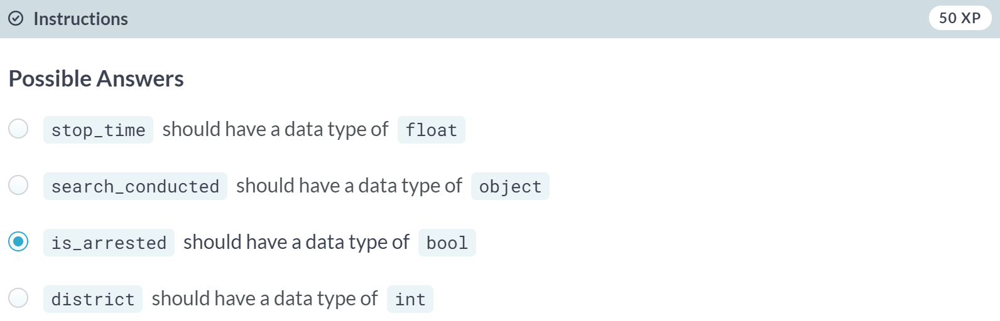 Instructions 50 XP
Possible Answers
stop_time should have a data type of float
search_conducted should have a data type of object
is_arrested should have a data type of bool
district should have a data type of int